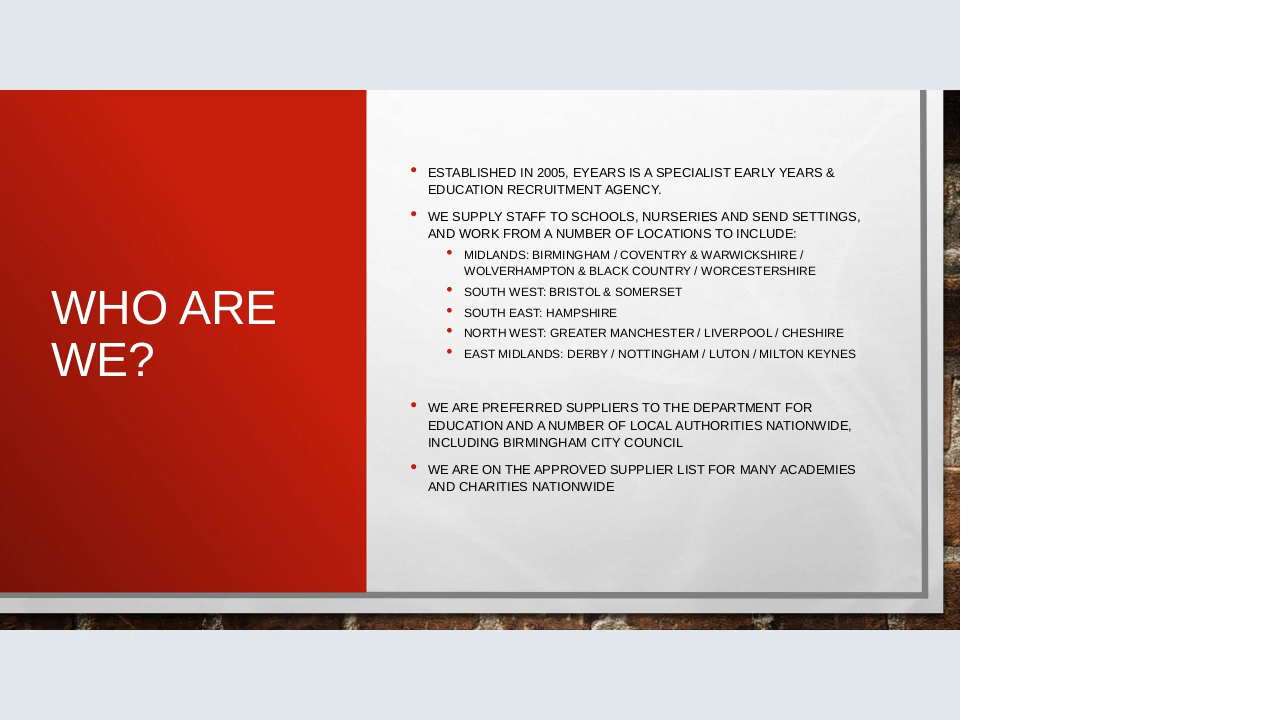 WHO ARE
WE?
• ESTABLISHED IN 2005, EYEARS IS A SPECIALIST EARLY YEARS &
EDUCATION RECRUITMENT AGENCY.
• WE SUPPLY STAFF TO SCHOOLS, NURSERIES AND SEND SETTINGS,
AND WORK FROM A NUMBER OF LOCATIONS TO INCLUDE:
• MIDLANDS: BIRMINGHAM / COVENTRY & WARWICKSHIRE /
WOLVERHAMPTON & BLACK COUNTRY / WORCESTERSHIRE
• SOUTH WEST: BRISTOL & SOMERSET
• SOUTH EAST: HAMPSHIRE
• NORTH WEST: GREATER MANCHESTER / LIVERPOOL / CHESHIRE
• EAST MIDLANDS: DERBY / NOTTINGHAM / LUTON / MILTON KEYNES
• WE ARE PREFERRED SUPPLIERS TO THE DEPARTMENT FOR
EDUCATION AND A NUMBER OF LOCAL AUTHORITIES NATIONWIDE,
INCLUDING BIRMINGHAM CITY COUNCIL
• WE ARE ON THE APPROVED SUPPLIER LIST FOR MANY ACADEMIES
AND CHARITIES NATIONWIDE